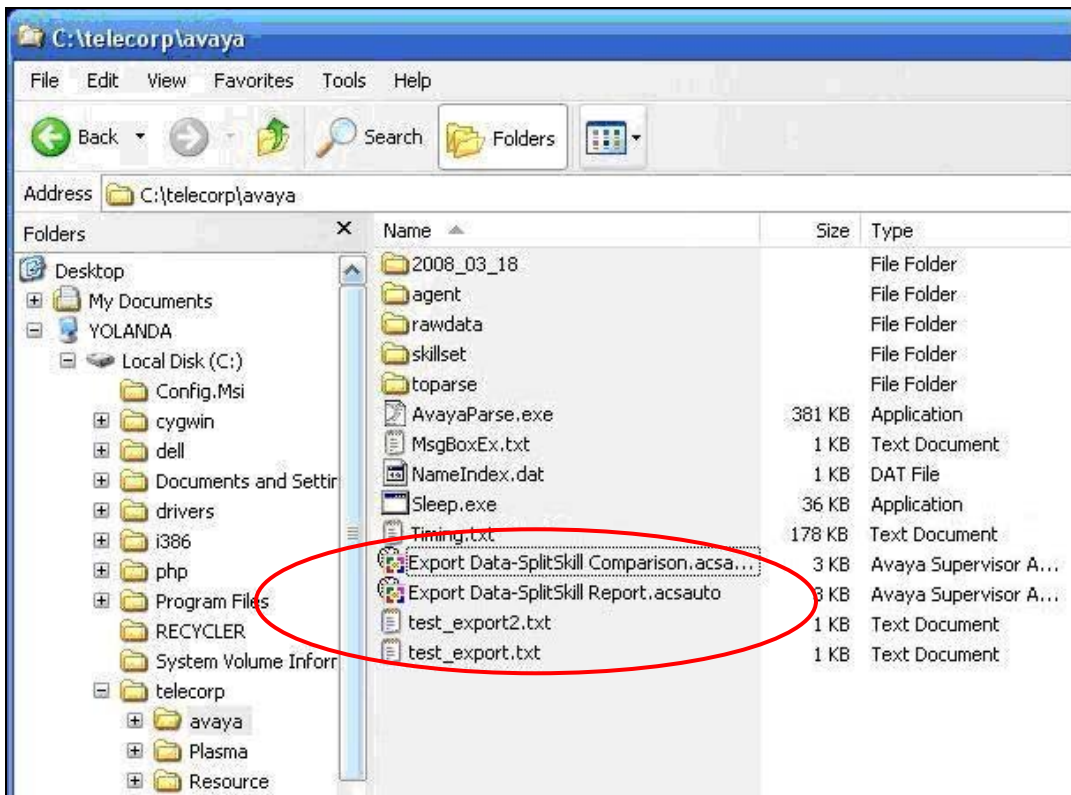 C:\telecorp\avaya
File Edit View Favorites Tools Help
Back Search Folders
Address C:\telecorp\avaya
Folders
Desktop
My Documents
YOLANDA
Local Disk (C:)
Config.Msi
cygwin
dell
Documents and Settir
drivers
i386
php
Program Files
RECYCLER
System Volume Inforr
telecorp
avaya
Plasma
Resource
Name Size Type
2008_03_18 File Folder
agent File Folder
rawdata File Folder
skillset File Folder
toparse File Folder
AvayaParse.exe 381 KB Application
MsgBoxEx.txt 1 KB Text Document
NameIndex.dat 1 KB DAT File
Sleep.exe 36 KB Application
Timing.txt 178 KB Text Document
Export Data-SplitSkill Comparison.acsa... 3 KB Avaya Supervisor A...
Export Data-SplitSkill Report.acsauto 3 KB Avaya Supervisor A...
test_export2.txt 1 KB Text Document
test_export.txt 1 KB Text Document